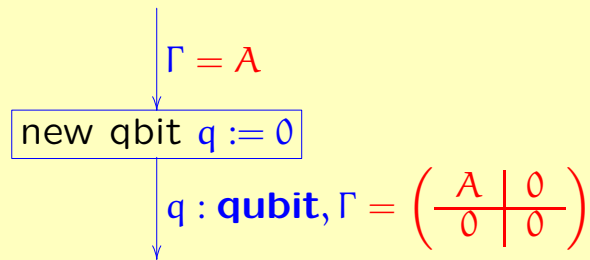 Γ = A
new qbit q := 0
q : qubit, Γ = ( A | 0
0 | 0 )